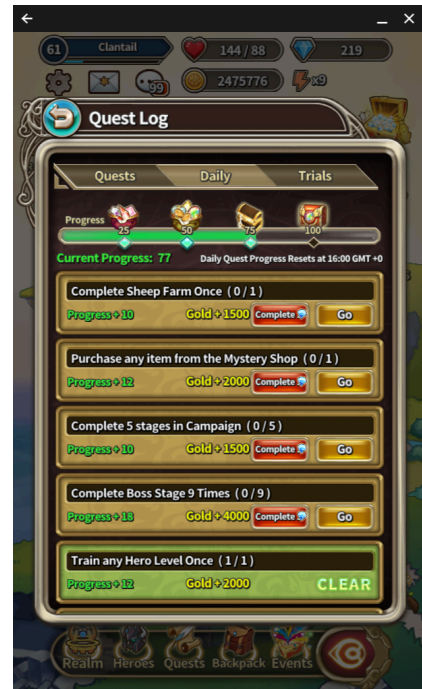 61 Clantail 144/88 219
99 2475776 x9
Quest Log
Quests Daily Trials
Progress 25 50 75 100
Current Progress: 77 Daily Quest Progress Resets at 16:00 GMT +0
Complete Sheep Farm Once (0/1)
Progress+10 Gold+1500 Complete Go
Purchase any item from the Mystery Shop (0/1)
Progress+12 Gold+2000 Complete Go
Complete 5 stages in Campaign (0/5)
Progress+10 Gold+1500 Complete Go
Complete Boss Stage 9 Times (0/9)
Progress+18 Gold+4000 Complete Go
Train any Hero Level Once (1/1)
Progress+12 Gold+2000 CLEAR
Realm Heroes Quests Backpack Events